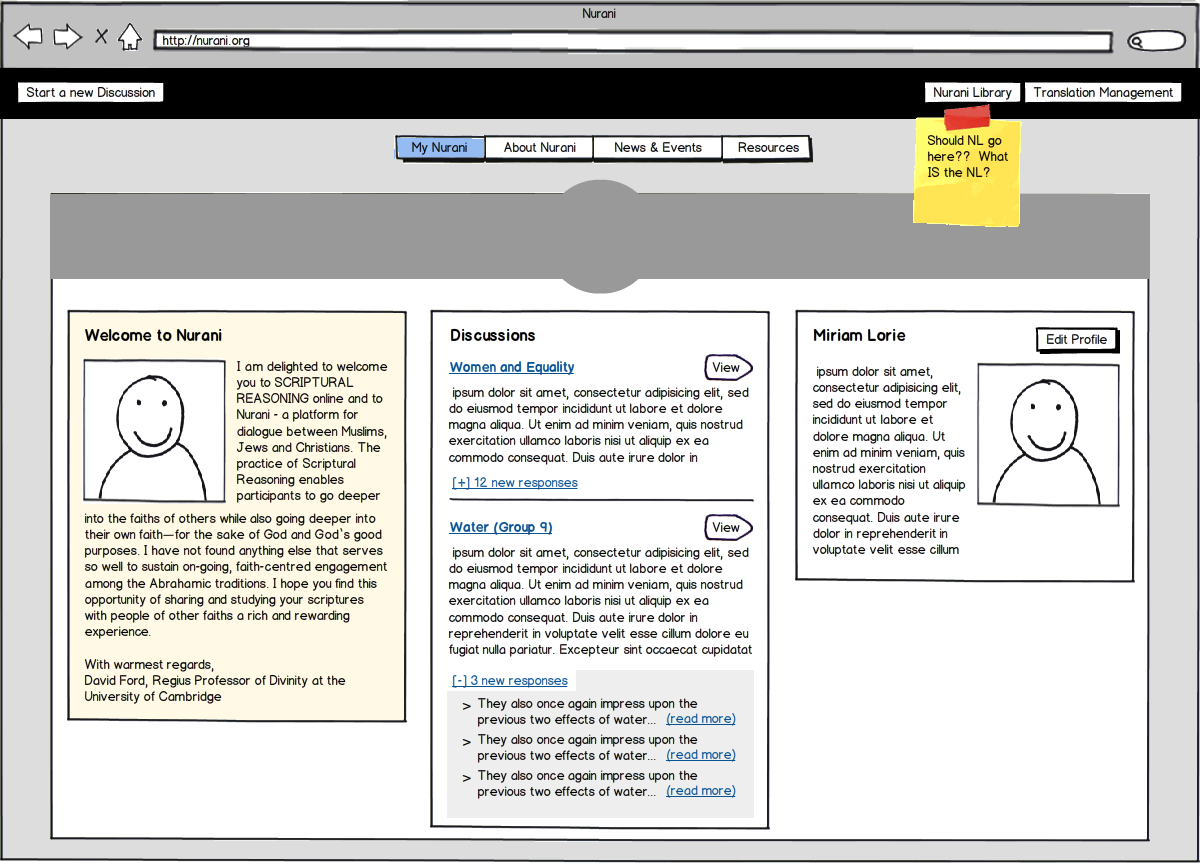 Nurani
http://nurani.org
Start a new Discussion
Nurani Library
Translation Management
Should NL go
here?? What
IS the NL?
My Nurani
About Nurani
News & Events
Resources
Welcome to Nurani
I am delighted to welcome
you to SCRIPTURAL
REASONING online and to
Nurani - a platform for
dialogue between Muslims,
Jews and Christians. The
practice of Scriptural
Reasoning enables
participants to go deeper
into the faiths of others while also going deeper into
their own faith—for the sake of God and God`s good
purposes. I have not found anything else that serves
so well to sustain on-going, faith-centred engagement
among the Abrahamic traditions. I hope you find this
opportunity of sharing and studying your scriptures
with people of other faiths a rich and rewarding
experience.
With warmest regards,
David Ford, Regius Professor of Divinity at the
University of Cambridge
Discussions
Women and Equality
View
ipsum dolor sit amet, consectetur adipisicing elit, sed
do eiusmod tempor incididunt ut labore et dolore
magna aliqua. Ut enim ad minim veniam, quis nostrud
exercitation ullamco laboris nisi ut aliquip ex ea
commodo consequat. Duis aute irure dolor in
[+] 12 new responses
Water (Group 9)
View
ipsum dolor sit amet, consectetur adipisicing elit, sed
do eiusmod tempor incididunt ut labore et dolore
magna aliqua. Ut enim ad minim veniam, quis nostrud
exercitation ullamco laboris nisi ut aliquip ex ea
commodo consequat. Duis aute irure dolor in
reprehenderit in voluptate velit esse cillum dolore eu
fugiat nulla pariatur. Excepteur sint occaecat cupidatat
[-] 3 new responses
> They also once again impress upon the
previous two effects of water... (read more)
> They also once again impress upon the
previous two effects of water... (read more)
> They also once again impress upon the
previous two effects of water... (read more)
Miriam Lorie
Edit Profile
ipsum dolor sit amet,
consectetur adipisicing elit,
sed do eiusmod tempor
incididunt ut labore et
dolore magna aliqua. Ut
enim ad minim veniam, quis
nostrud exercitation
ullamco laboris nisi ut aliquip
ex ea commodo
consequat. Duis aute irure
dolor in reprehenderit in
voluptate velit esse cillum